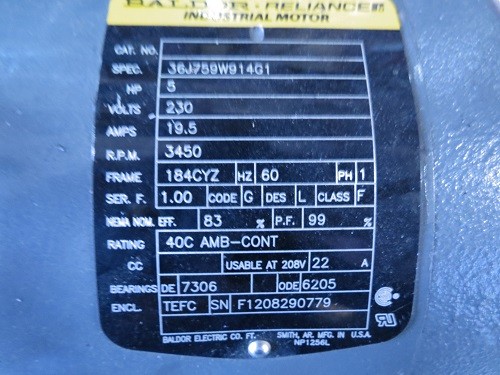 BALDOR • RELIANCE
INDUSTRIAL MOTOR
CAT. NO.
SPEC. 36J759W914G1
HP 5
VOLTS 230
AMPS 19.5
R.P.M. 3450
FRAME 184CYZ HZ 60 PH 1
SER. F. 1.00 CODE G DES L CLASS F
NEMA NOM. EFF. 83 % P.F. 99 %
RATING 40C AMB-CONT
CC USABLE AT 208V 22 A
BEARINGS DE 7306 ODE 6205
ENCL. TEFC SN F1208290779
BALDOR ELECTRIC CO. FT. SMITH, AR. MFG. IN U.S.A.
NP1256L